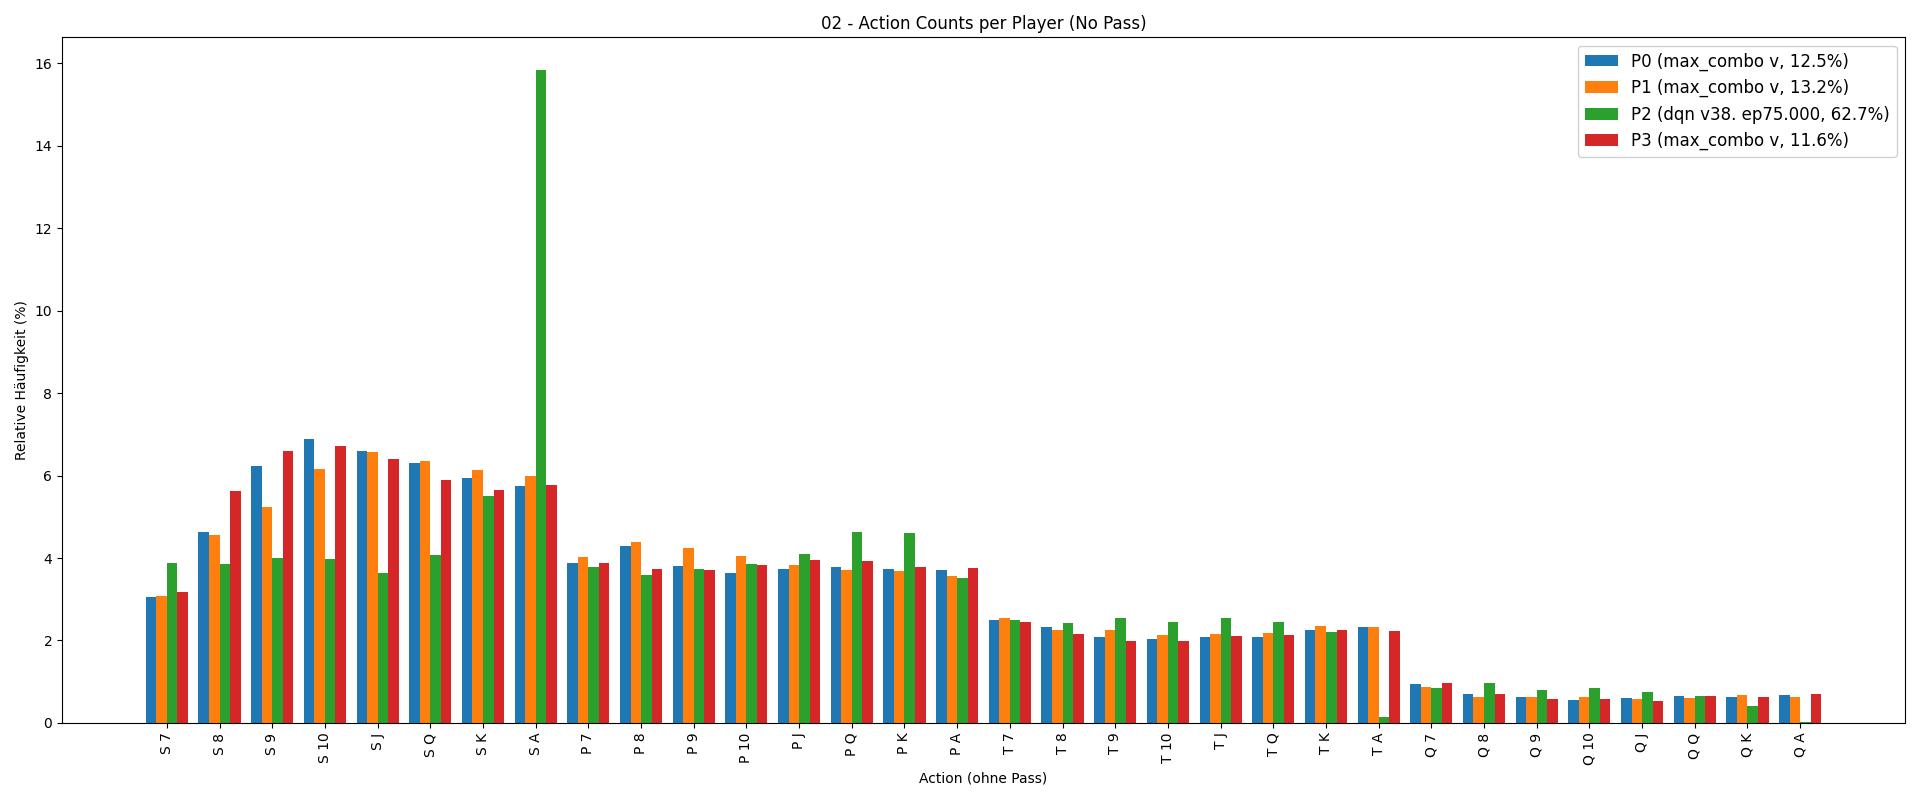 02 - Action Counts per Player (No Pass)
P0 (max_combo v, 12.5%)
P1 (max_combo v, 13.2%)
P2 (dqn v38. ep75.000, 62.7%)
P3 (max_combo v, 11.6%)
Relative Häufigkeit (%)
16
14
12
10
8
6
4
2
0
S 7
S 8
S 9
S 10
S J
S Q
S K
S A
P 7
P 8
P 9
P 10
P J
P Q
P K
P A
T 7
T 8
T 9
T 10
T J
T Q
T K
T A
Q 7
Q 8
Q 9
Q 10
Q J
Q Q
Q K
Q A
Action (ohne Pass)